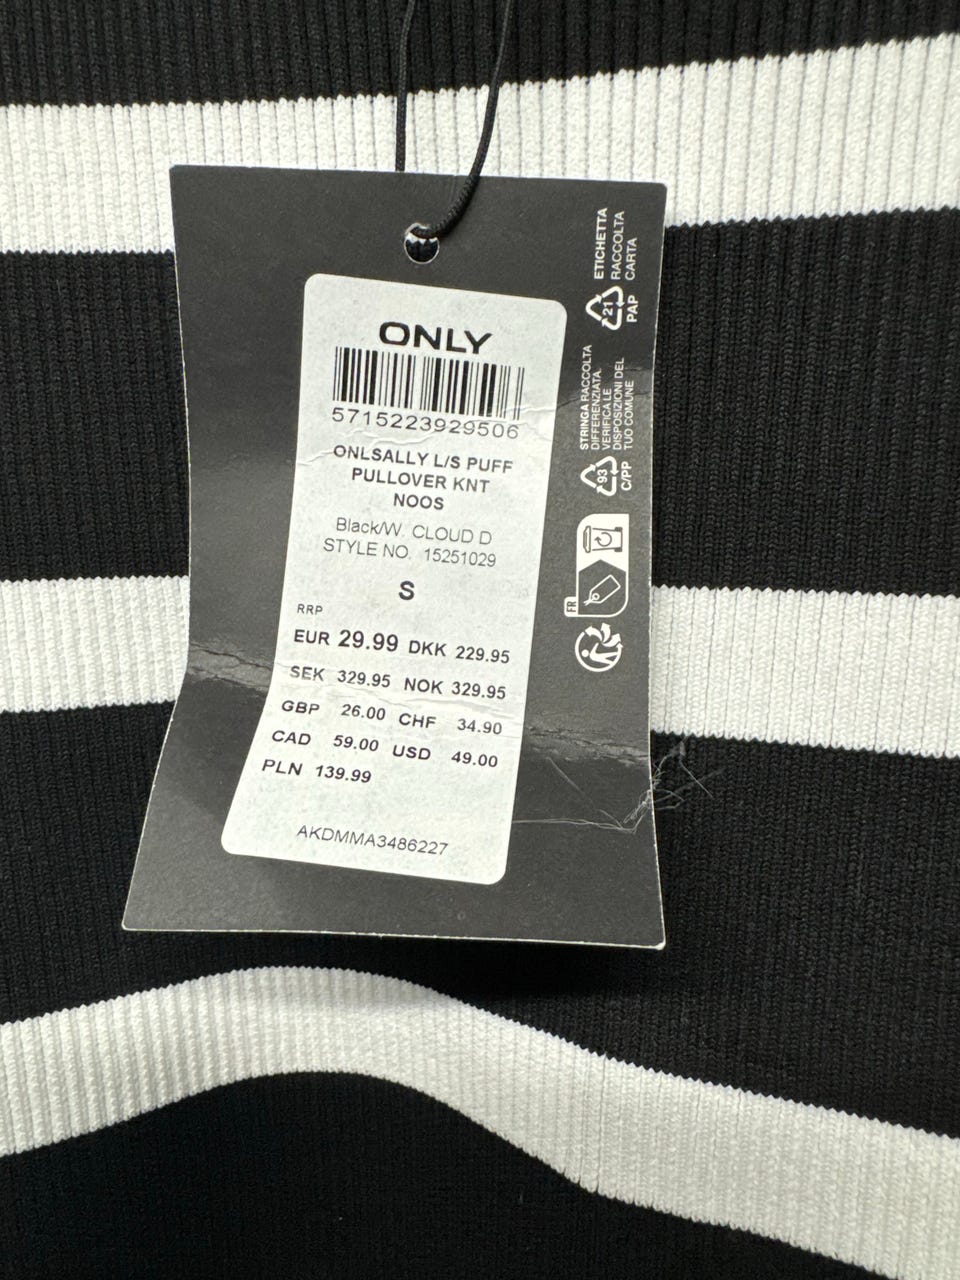 ONLY
5715223929506
ONLSALLY L/S PUFF
PULLOVER KNT
NOOS
Black/W. CLOUD D
STYLE NO. 15251029
S
RRP
EUR 29.99 DKK 229.95
SEK 329.95 NOK 329.95
GBP 26.00 CHF 34.90
CAD 59.00 USD 49.00
PLN 139.99
AKDMMA3486227
ETICHETTA
RACCOLTA
CARTA
21
PAP
STRINGA RACCOLTA
DIFFERENZIATA.
VERIFICA LE
DISPOSIZIONI DEL
TUO COMUNE
93
C/PP
FR